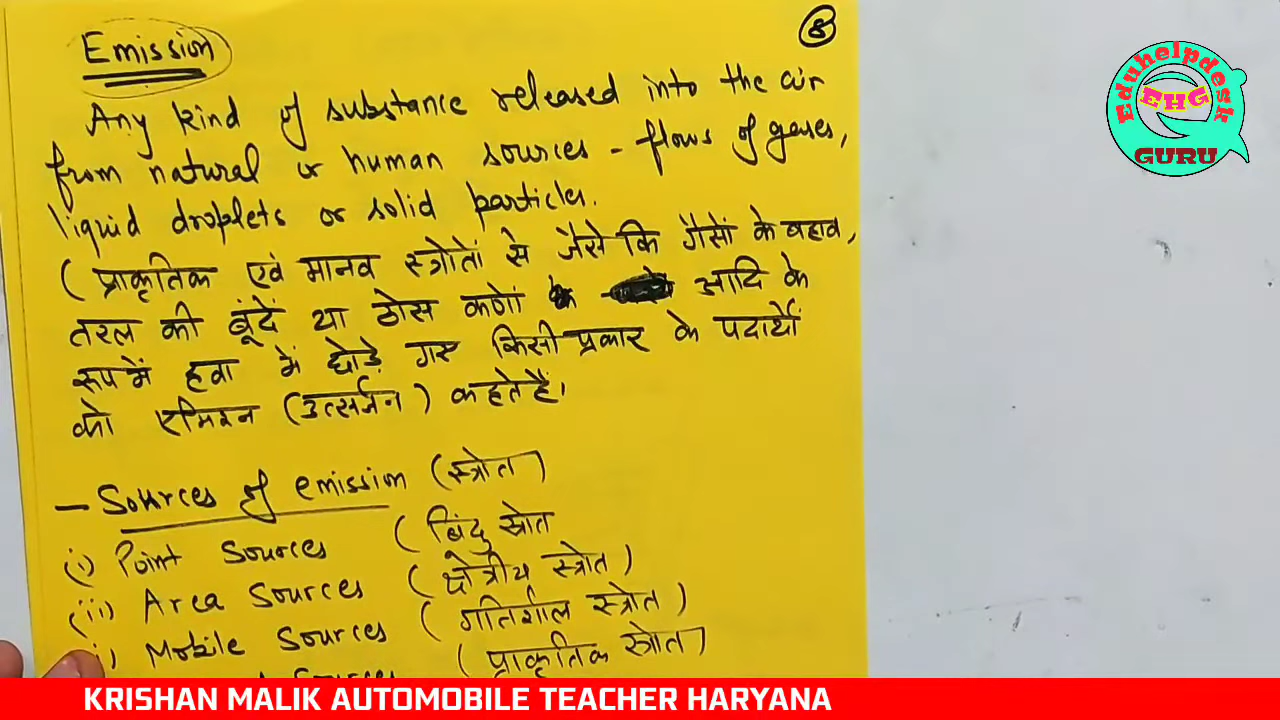 Emission
8
Any kind of substance released into the air
from natural or human sources - flows of gases,
liquid droplets or solid particles.
( प्राकृतिक एवं मानव स्त्रोतों से जैसे कि गैसों के बहाव,
तरल की बूंदें या ठोस कणों के आदि के
रूप में हवा में छोड़े गए किसी प्रकार के पदार्थों
को एमिशन (उत्सर्जन) कहते हैं।
- Sources of emission (स्त्रोत)
(i) Point Sources (बिंदु स्रोत
(ii) Area Sources (क्षेत्रीय स्त्रोत)
i) Mobile Sources (गतिशील स्त्रोत)
Sources (प्राकृतिक स्त्रोत)
Eduhelpdesk
EHG
GURU
KRISHAN MALIK AUTOMOBILE TEACHER HARYANA